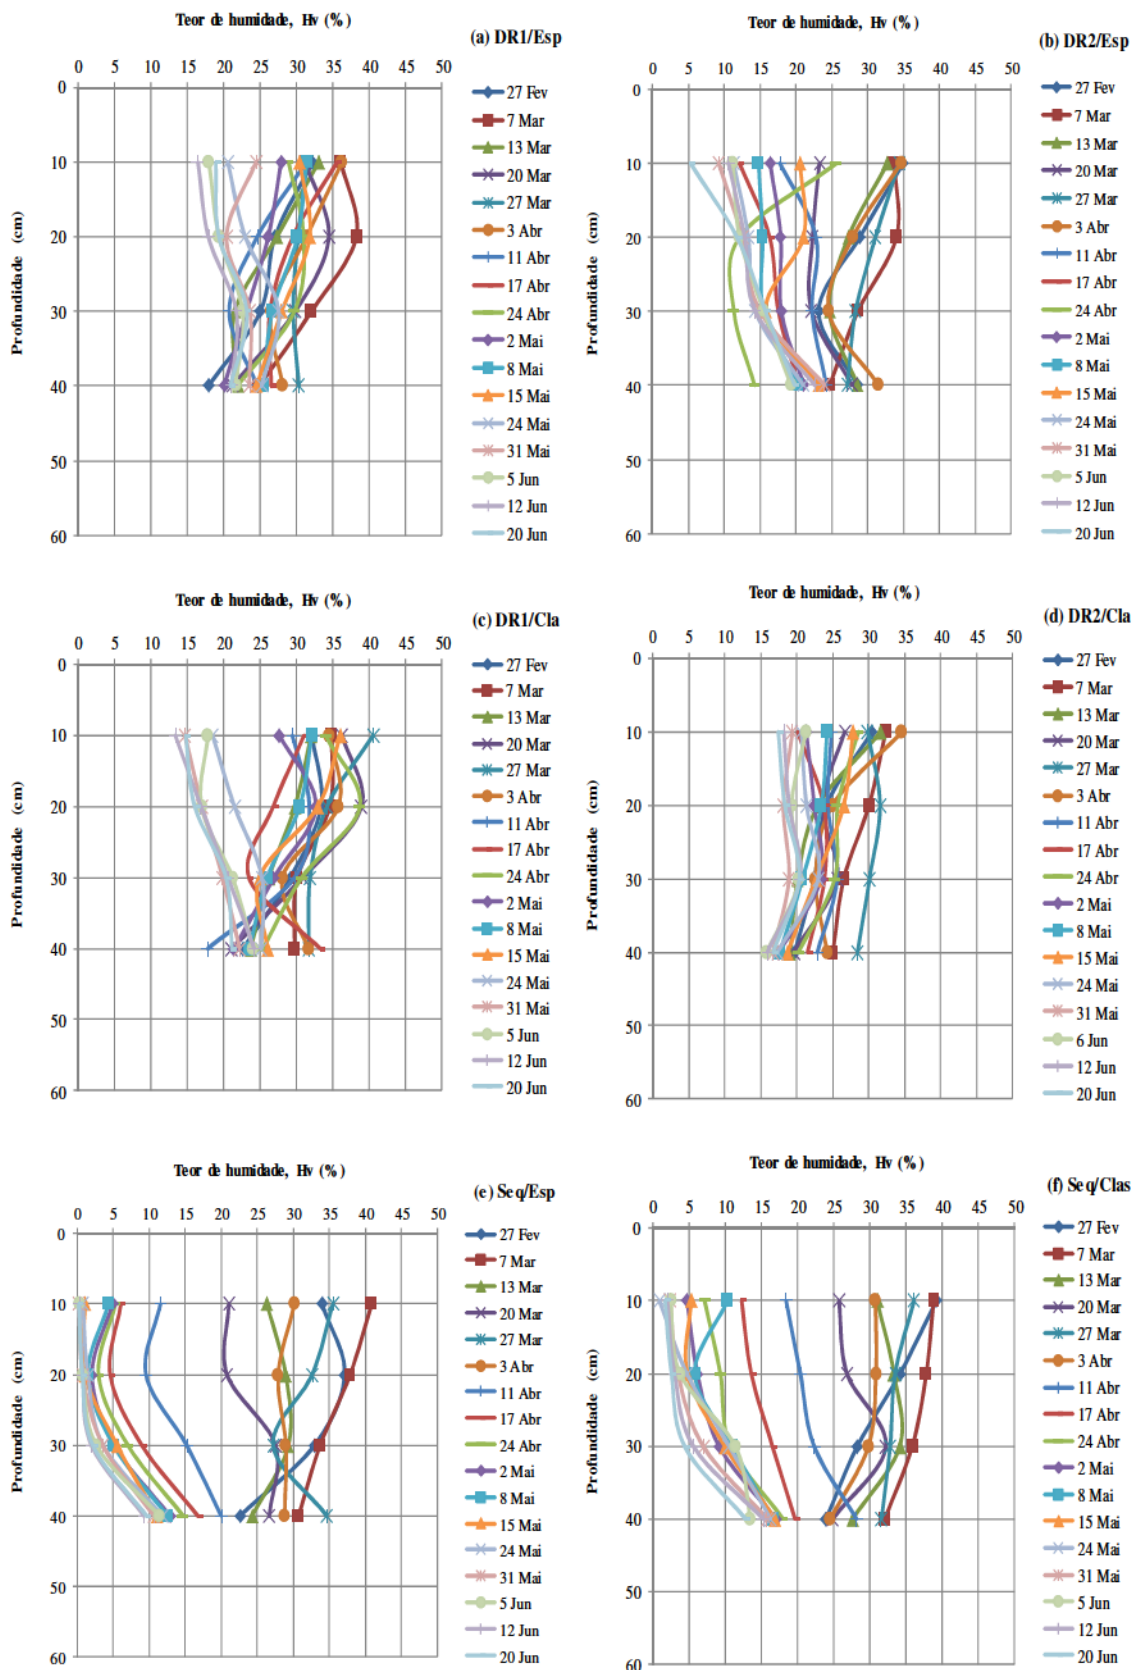 Teor de humidade, Hv (%)
(a) DR1/Esp
0 5 10 15 20 25 30 35 40 45 50
0
10
20
30
40
50
60
Profundidade (cm)
27 Fev
7 Mar
13 Mar
20 Mar
27 Mar
3 Abr
11 Abr
17 Abr
24 Abr
2 Mai
8 Mai
15 Mai
24 Mai
31 Mai
5 Jun
12 Jun
20 Jun
Teor de humidade, Hv (%)
(b) DR2/Esp
0 5 10 15 20 25 30 35 40 45 50
0
10
20
30
40
50
60
Profundidade (cm)
27 Fev
7 Mar
13 Mar
20 Mar
27 Mar
3 Abr
11 Abr
17 Abr
24 Abr
2 Mai
8 Mai
15 Mai
24 Mai
31 Mai
5 Jun
12 Jun
20 Jun
Teor de humidade, Hv (%)
(c) DR1/Cla
0 5 10 15 20 25 30 35 40 45 50
0
10
20
30
40
50
60
Profundidade (cm)
27 Fev
7 Mar
13 Mar
20 Mar
27 Mar
3 Abr
11 Abr
17 Abr
24 Abr
2 Mai
8 Mai
15 Mai
24 Mai
31 Mai
5 Jun
12 Jun
20 Jun
Teor de humidade, Hv (%)
(d) DR2/Cla
0 5 10 15 20 25 30 35 40 45 50
0
10
20
30
40
50
60
Profundidade (cm)
27 Fev
7 Mar
13 Mar
20 Mar
27 Mar
3 Abr
11 Abr
17 Abr
24 Abr
2 Mai
8 Mai
15 Mai
24 Mai
31 Mai
6 Jun
12 Jun
20 Jun
Teor de humidade, Hv (%)
(e) Seq/Esp
0 5 10 15 20 25 30 35 40 45 50
0
10
20
30
40
50
60
Profundidade (cm)
27 Fev
7 Mar
13 Mar
20 Mar
27 Mar
3 Abr
11 Abr
17 Abr
24 Abr
2 Mai
8 Mai
15 Mai
24 Mai
31 Mai
5 Jun
12 Jun
20 Jun
Teor de humidade, Hv (%)
(f) Seq/Clas
0 5 10 15 20 25 30 35 40 45 50
0
10
20
30
40
50
60
Profundidade (cm)
27 Fev
7 Mar
13 Mar
20 Mar
27 Mar
3 Abr
11 Abr
17 Abr
24 Abr
2 Mai
8 Mai
15 Mai
24 Mai
31 Mai
5 Jun
12 Jun
20 Jun